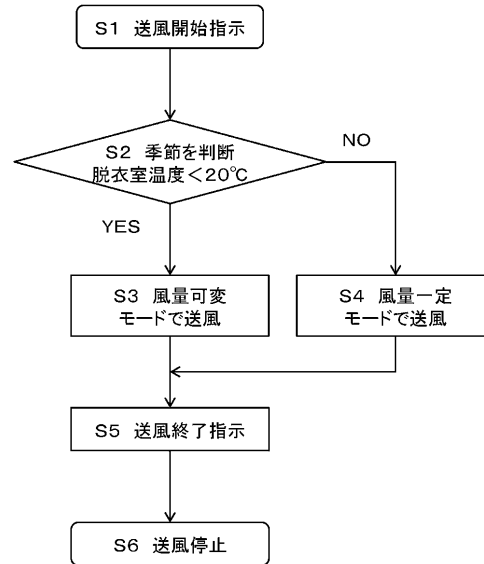 S1 送風開始指示
S2 季節を判断
脱衣室温度<20℃
NO
YES
S3 風量可変
モードで送風
S4 風量一定
モードで送風
S5 送風終了指示
S6 送風停止